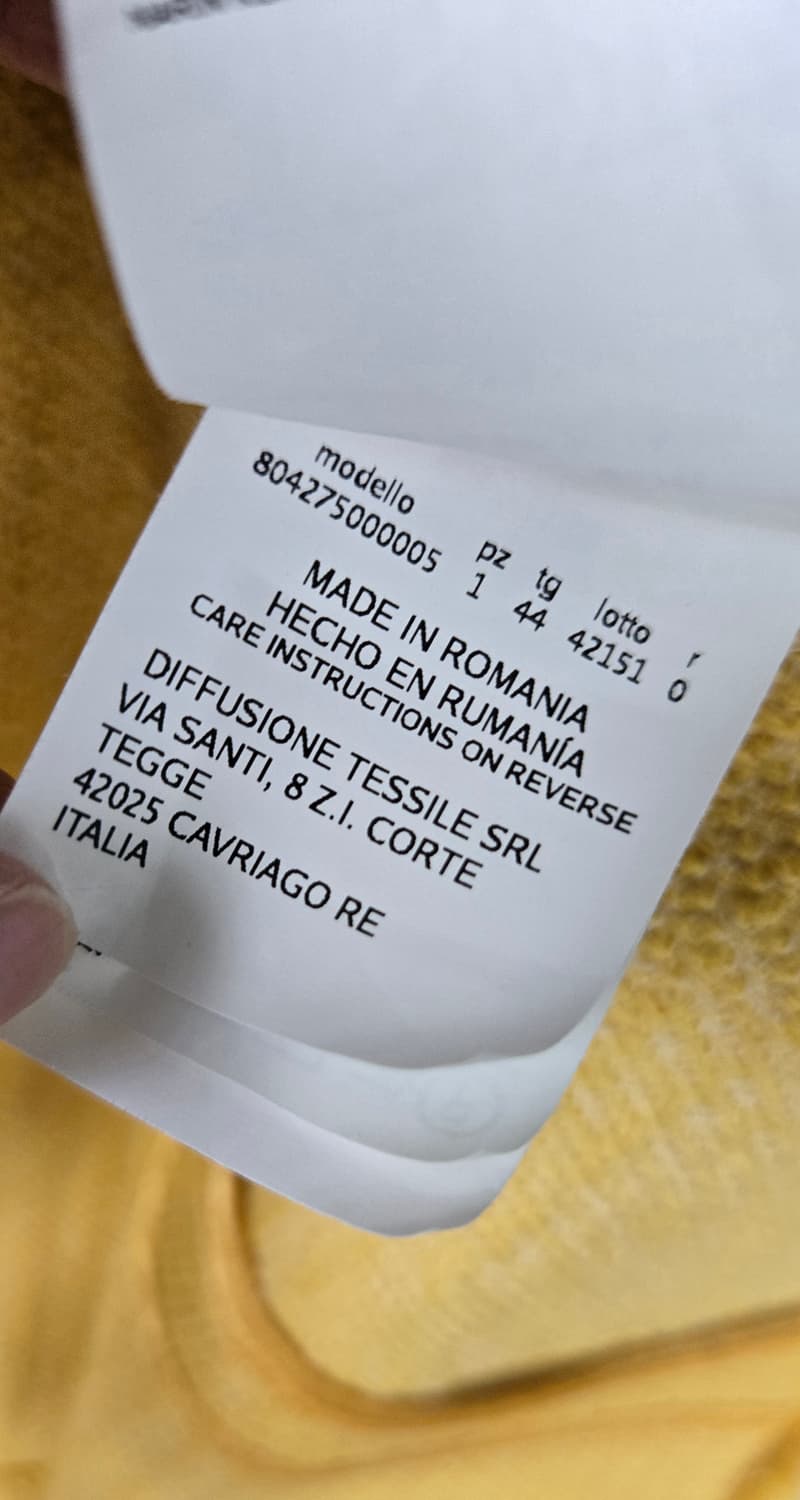 modello pz tg lotto r
804275000005 1 44 42151 0
MADE IN ROMANIA
HECHO EN RUMANÍA
CARE INSTRUCTIONS ON REVERSE
DIFFUSIONE TESSILE SRL
VIA SANTI, 8 Z.I. CORTE
TEGGE
42025 CAVRIAGO RE
ITALIA